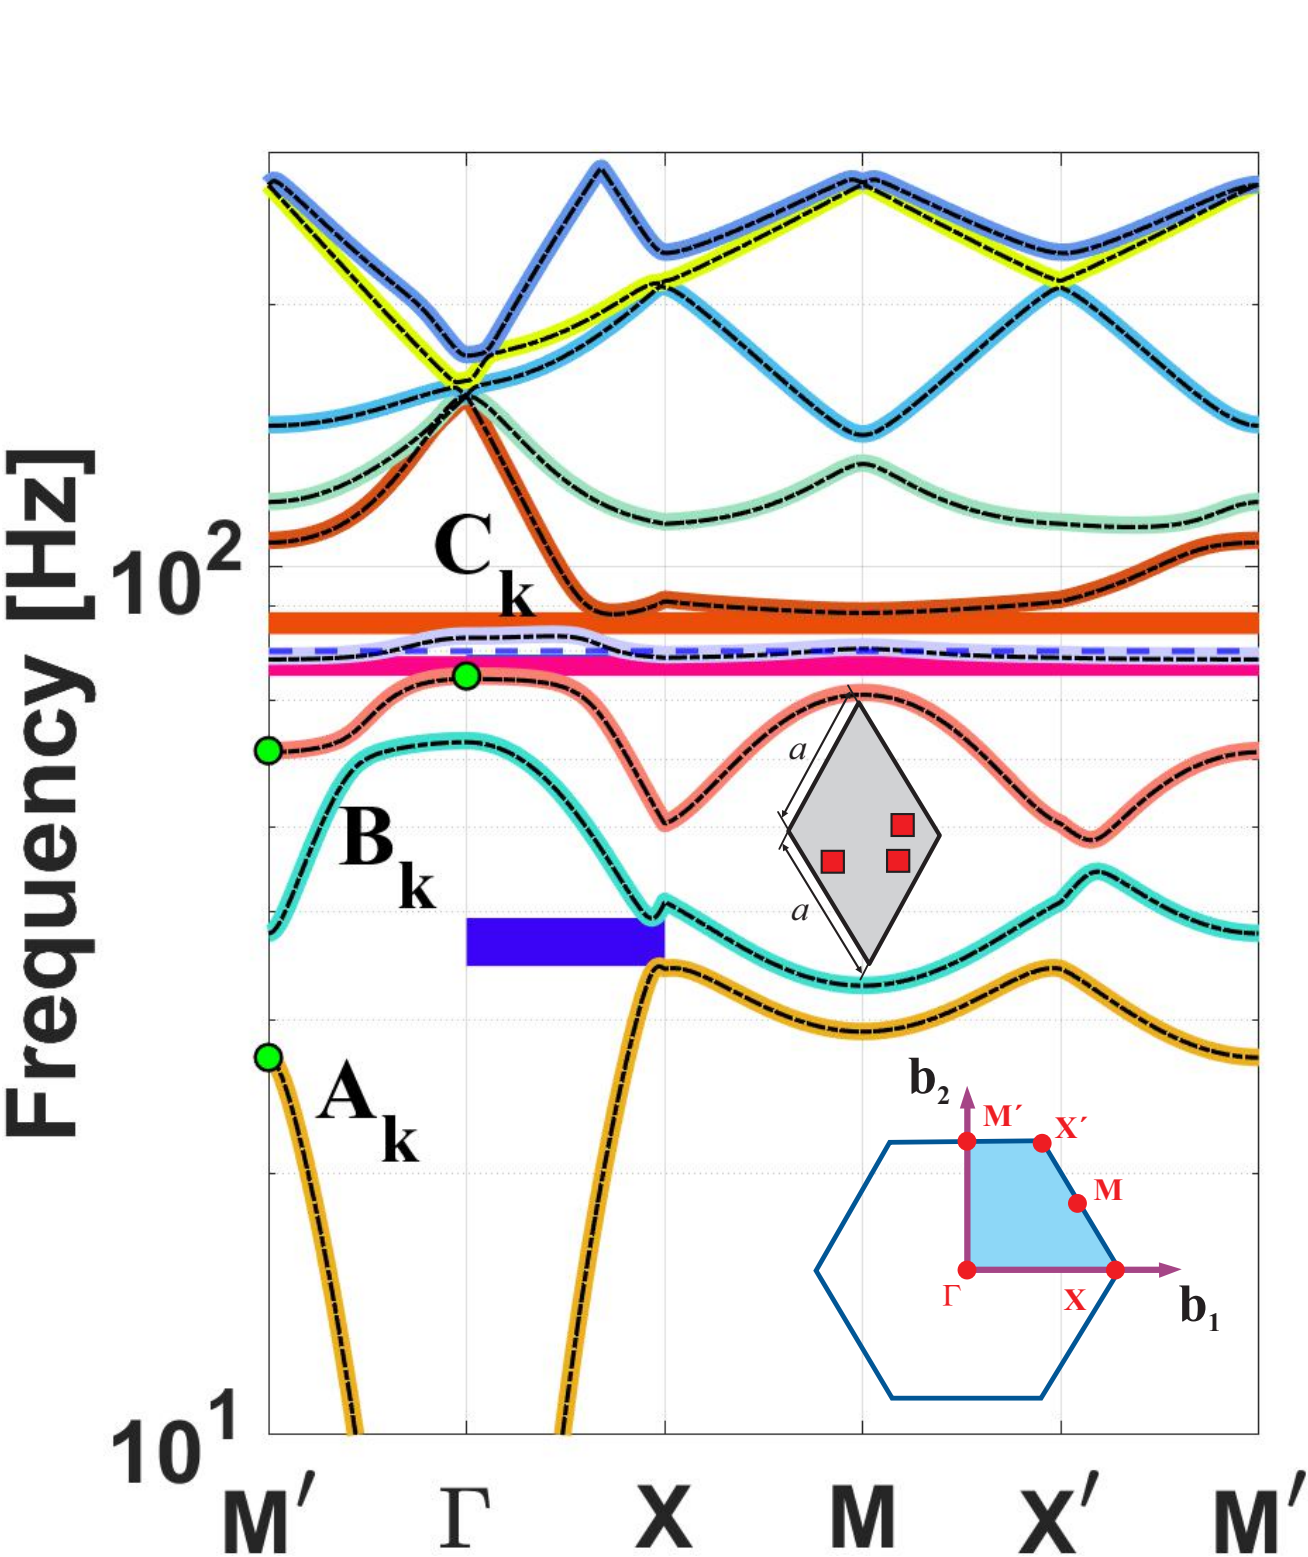 Frequency [Hz]
10²
10¹
C_k
B_k
A_k
a
a
b₂
M´
X´
M
Γ
X
b₁
M′ Γ X M X′ M′